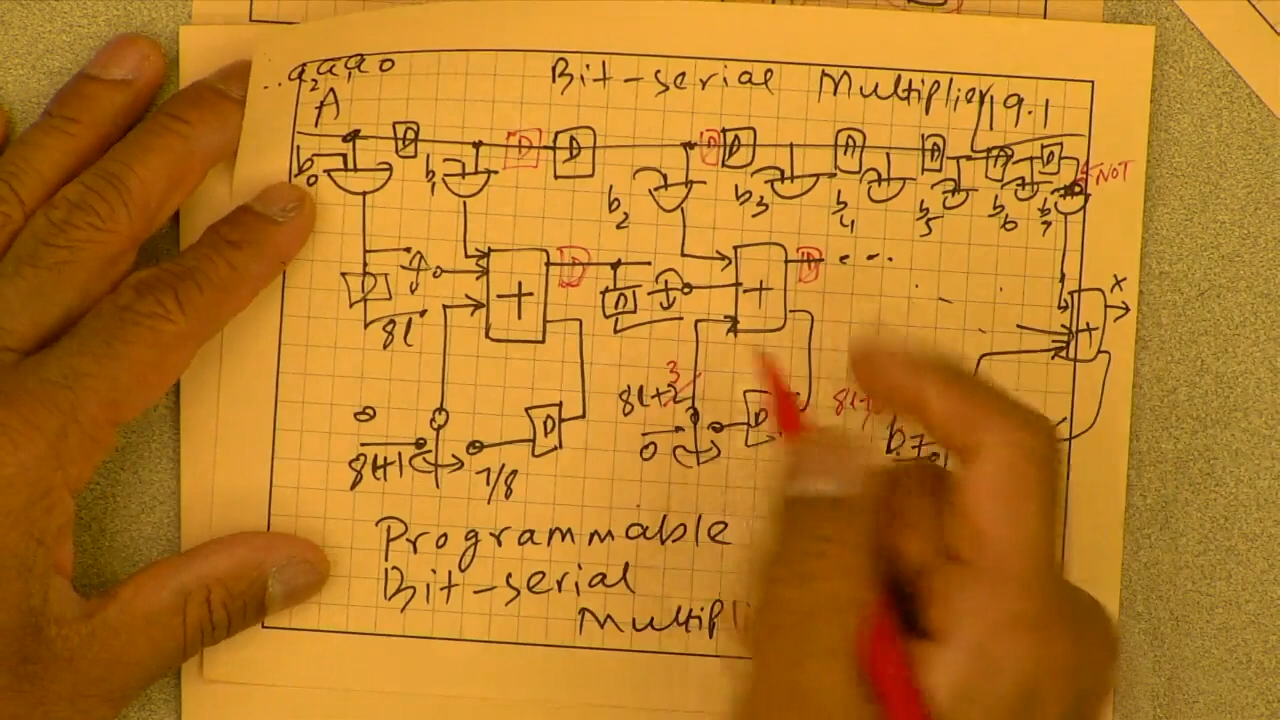 ..a2a1a0
Bit-serial Multiplier 19.1
A
D D D D D D D D
b0 b1 b2 b3 b4 b5 b6 b7
NOT
D D D D
8l
+ + +
x
8l+1 0 7/8 D
8l+2 3 0 D
Programmable
Bit-serial
Multipli